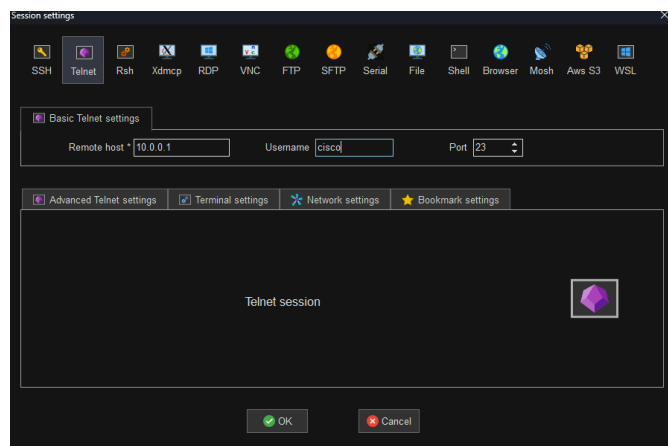 Session settings
SSH Telnet Rsh Xdmcp RDP VNC FTP SFTP Serial File Shell Browser Mosh Aws S3 WSL
Basic Telnet settings
Remote host * 10.0.0.1 Username cisco Port 23
Advanced Telnet settings Terminal settings Network settings Bookmark settings
Telnet session
OK Cancel